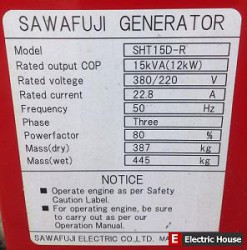 SAWAFUJI GENERATOR
Model SHT15D-R
Rated output COP 15kVA(12kW)
Rated voltege 380/220 V
Rated current 22.8 A
Frequency 50 Hz
Phase Three
Powerfactor 80 %
Mass(dry) 387 kg
Mass(wet) 445 kg
NOTICE
■ Operate engine as per Safety
Caution Label.
■ For operating engine, be sure
to carry out as per our
Operation Manual.
SAWAFUJI ELECTRIC CO.,LTD. MA
E Electric House